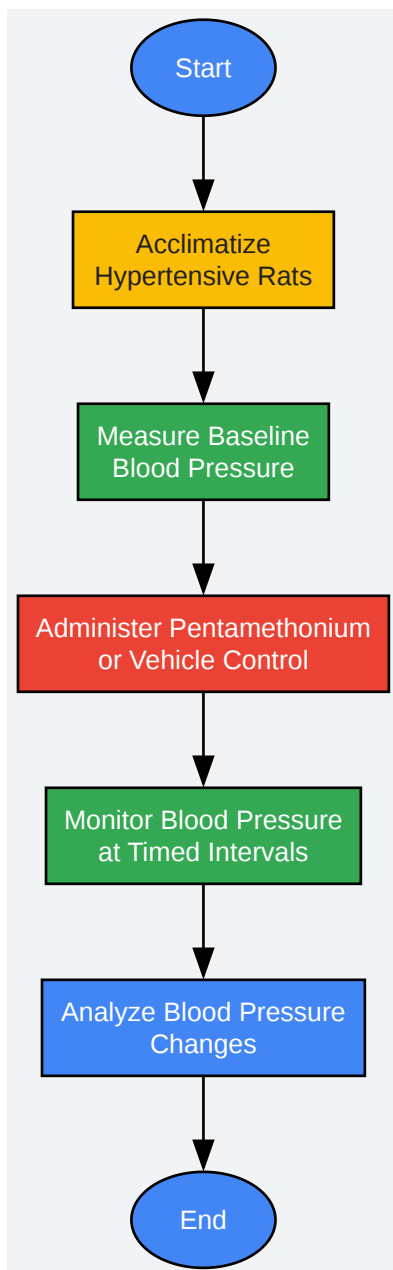 Start
Acclimatize
Hypertensive Rats
Measure Baseline
Blood Pressure
Administer Pentamethonium
or Vehicle Control
Monitor Blood Pressure
at Timed Intervals
Analyze Blood Pressure
Changes
End